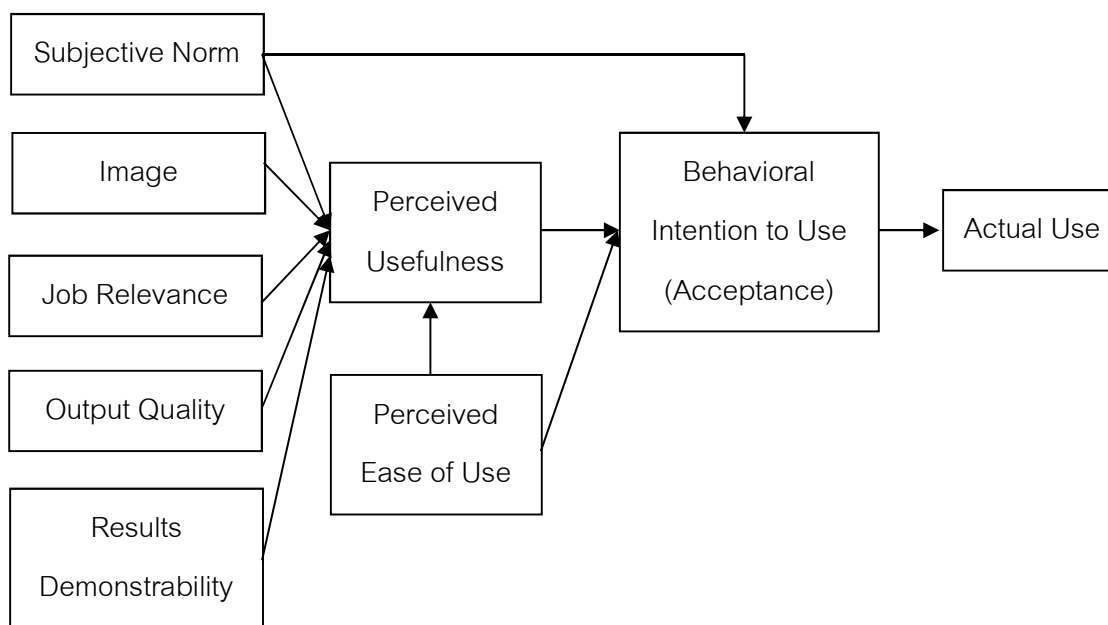 Subjective Norm
Image
Job Relevance
Output Quality
Results
Demonstrability
Perceived
Usefulness
Perceived
Ease of Use
Behavioral
Intention to Use
(Acceptance)
Actual Use